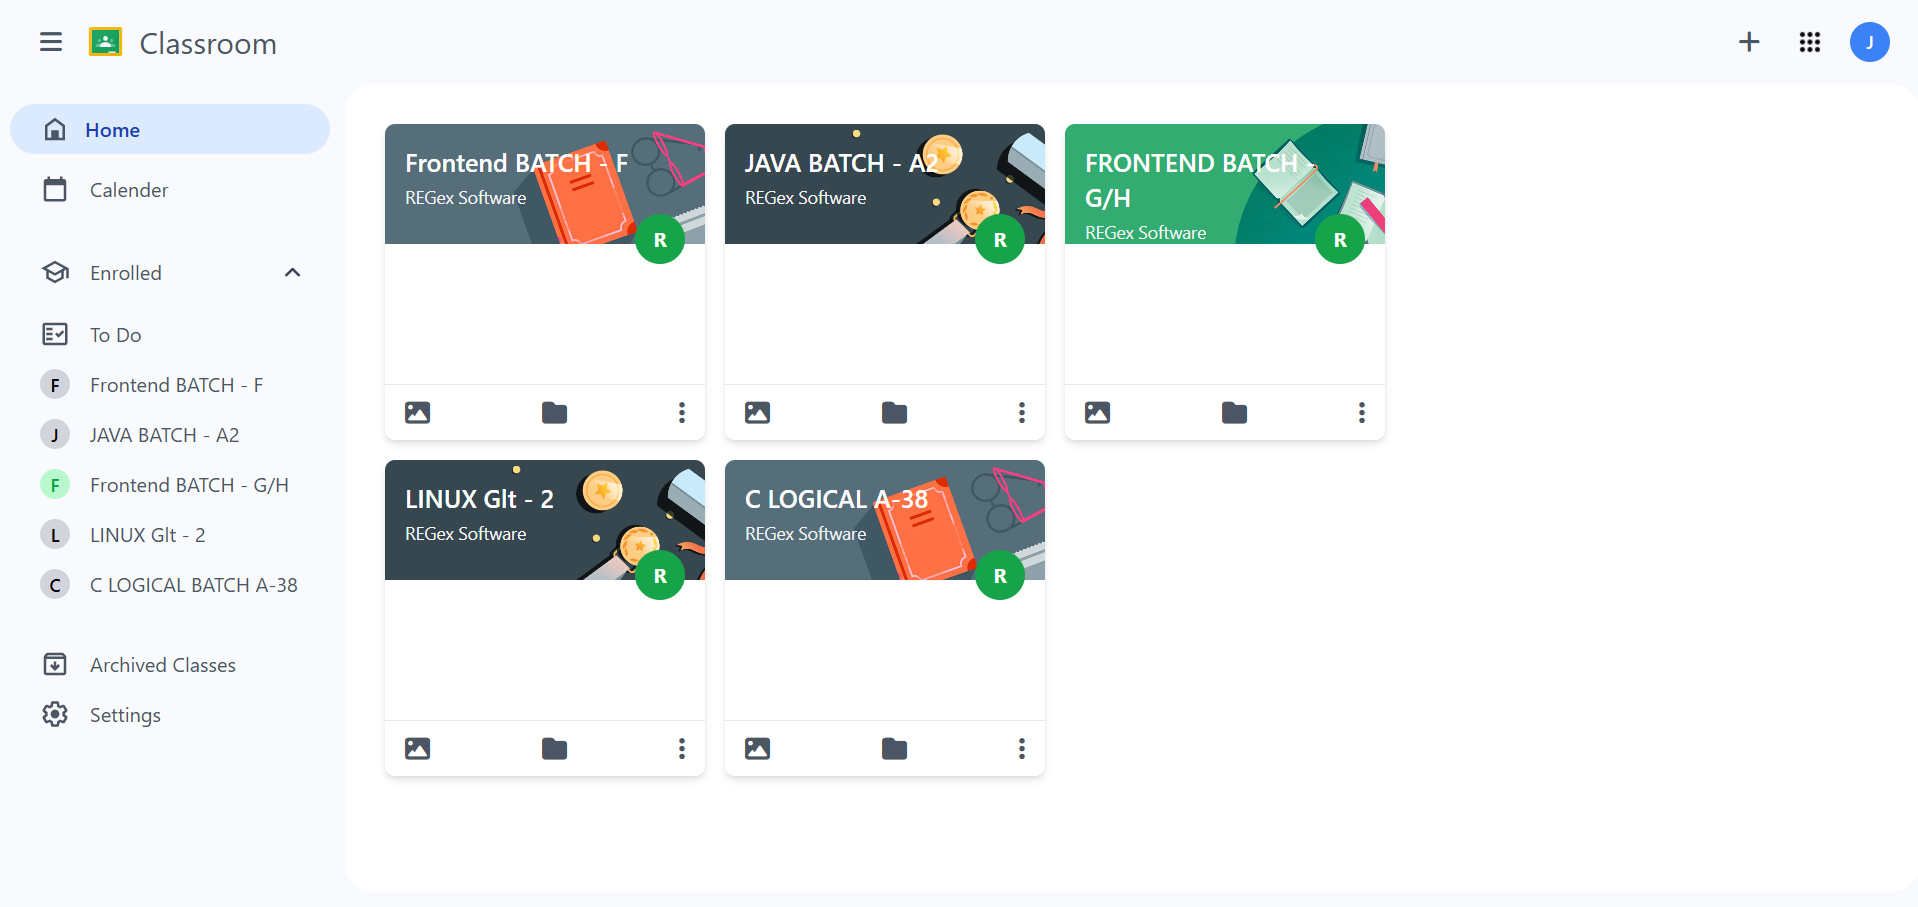 Classroom
J
Home
Calender
Enrolled
To Do
F Frontend BATCH - F
J JAVA BATCH - A2
F Frontend BATCH - G/H
L LINUX Glt - 2
C C LOGICAL BATCH A-38
Archived Classes
Settings
Frontend BATCH - F
REGex Software
R
JAVA BATCH - A2
REGex Software
R
FRONTEND BATCH -
G/H
REGex Software
R
LINUX Glt - 2
REGex Software
R
C LOGICAL A-38
REGex Software
R